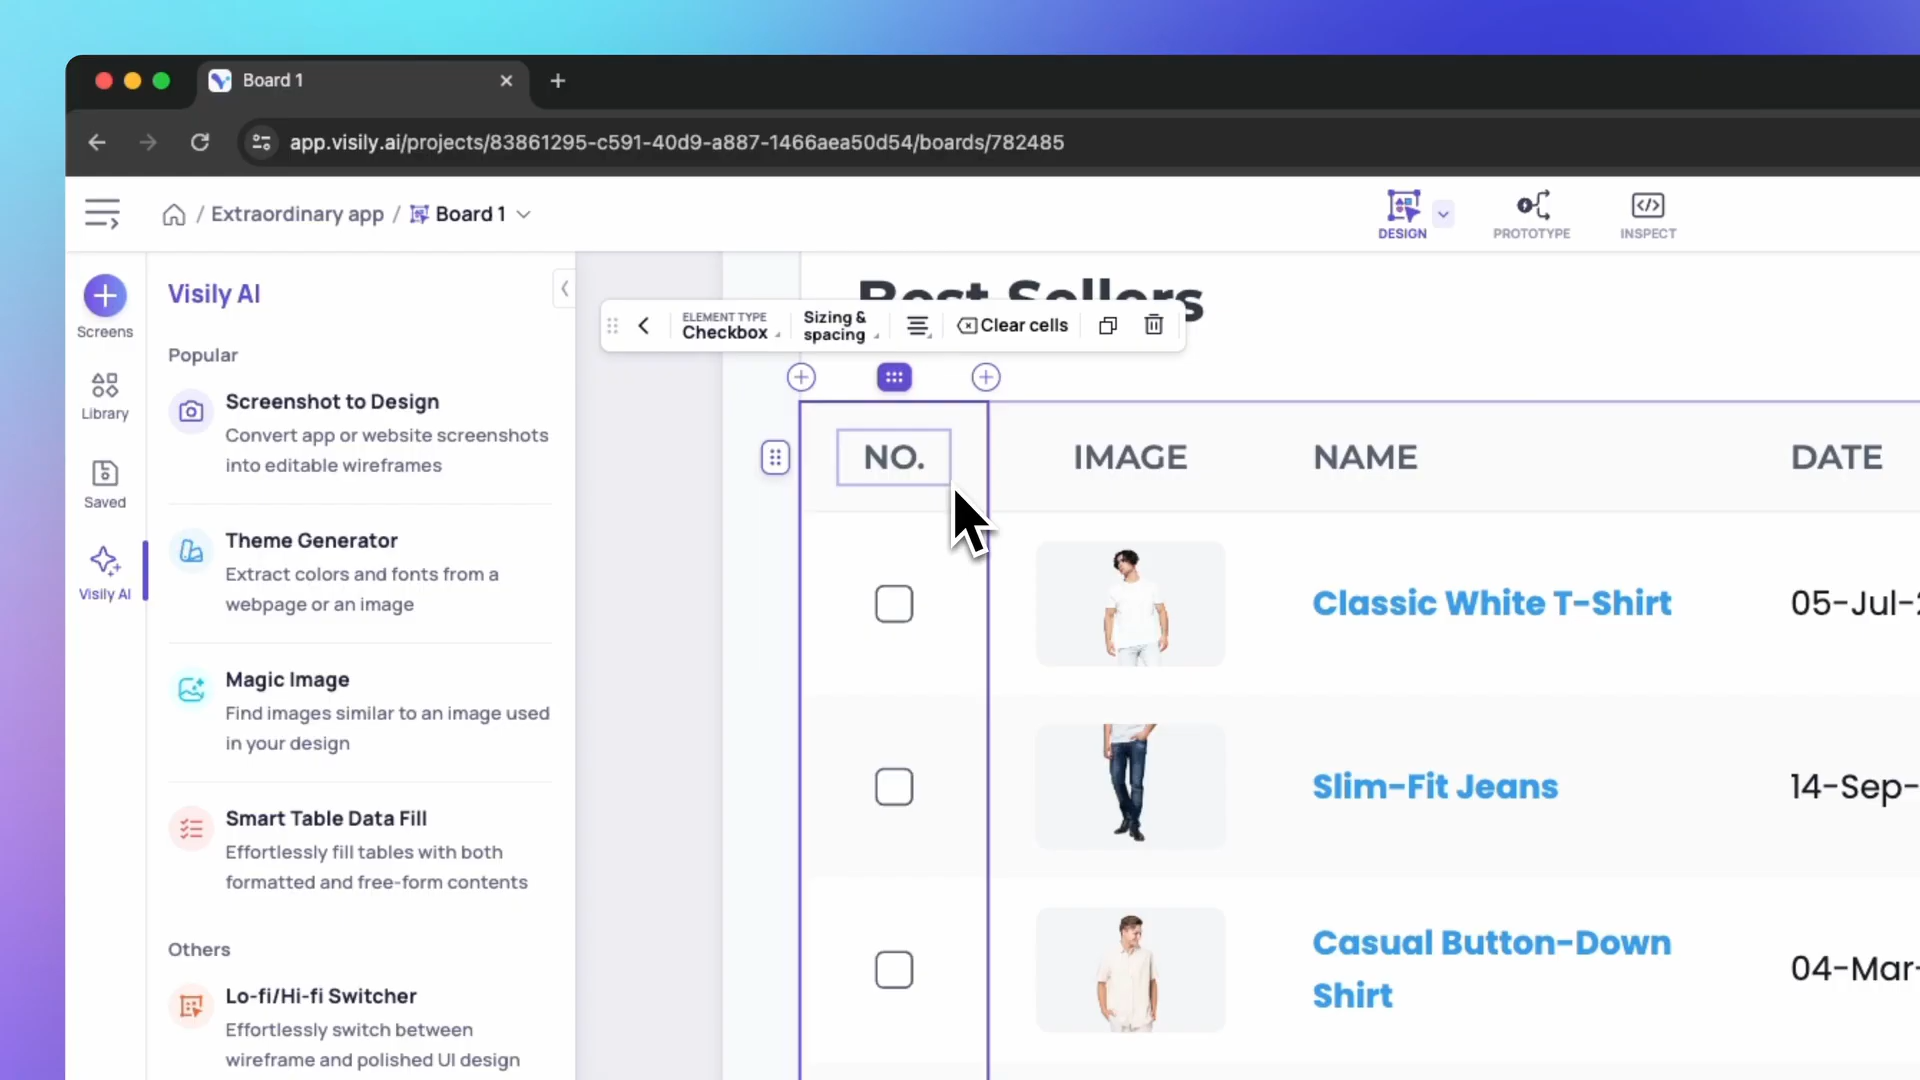 Board 1
app.visily.ai/projects/83861295-c591-40d9-a887-1466aea50d54/boards/782485
/ Extraordinary app / Board 1
DESIGN
PROTOTYPE
INSPECT
Screens
Library
Saved
Visily AI
Visily AI
Popular
Screenshot to Design
Convert app or website screenshots
into editable wireframes
Theme Generator
Extract colors and fonts from a
webpage or an image
Magic Image
Find images similar to an image used
in your design
Smart Table Data Fill
Effortlessly fill tables with both
formatted and free-form contents
Others
Lo-fi/Hi-fi Switcher
Effortlessly switch between
wireframe and polished UI design
Best Sellers
ELEMENT TYPE
Checkbox
Sizing &
spacing
Clear cells
NO. IMAGE NAME DATE
Classic White T-Shirt 05-Jul-
Slim-Fit Jeans 14-Sep-
Casual Button-Down
Shirt
04-Mar-